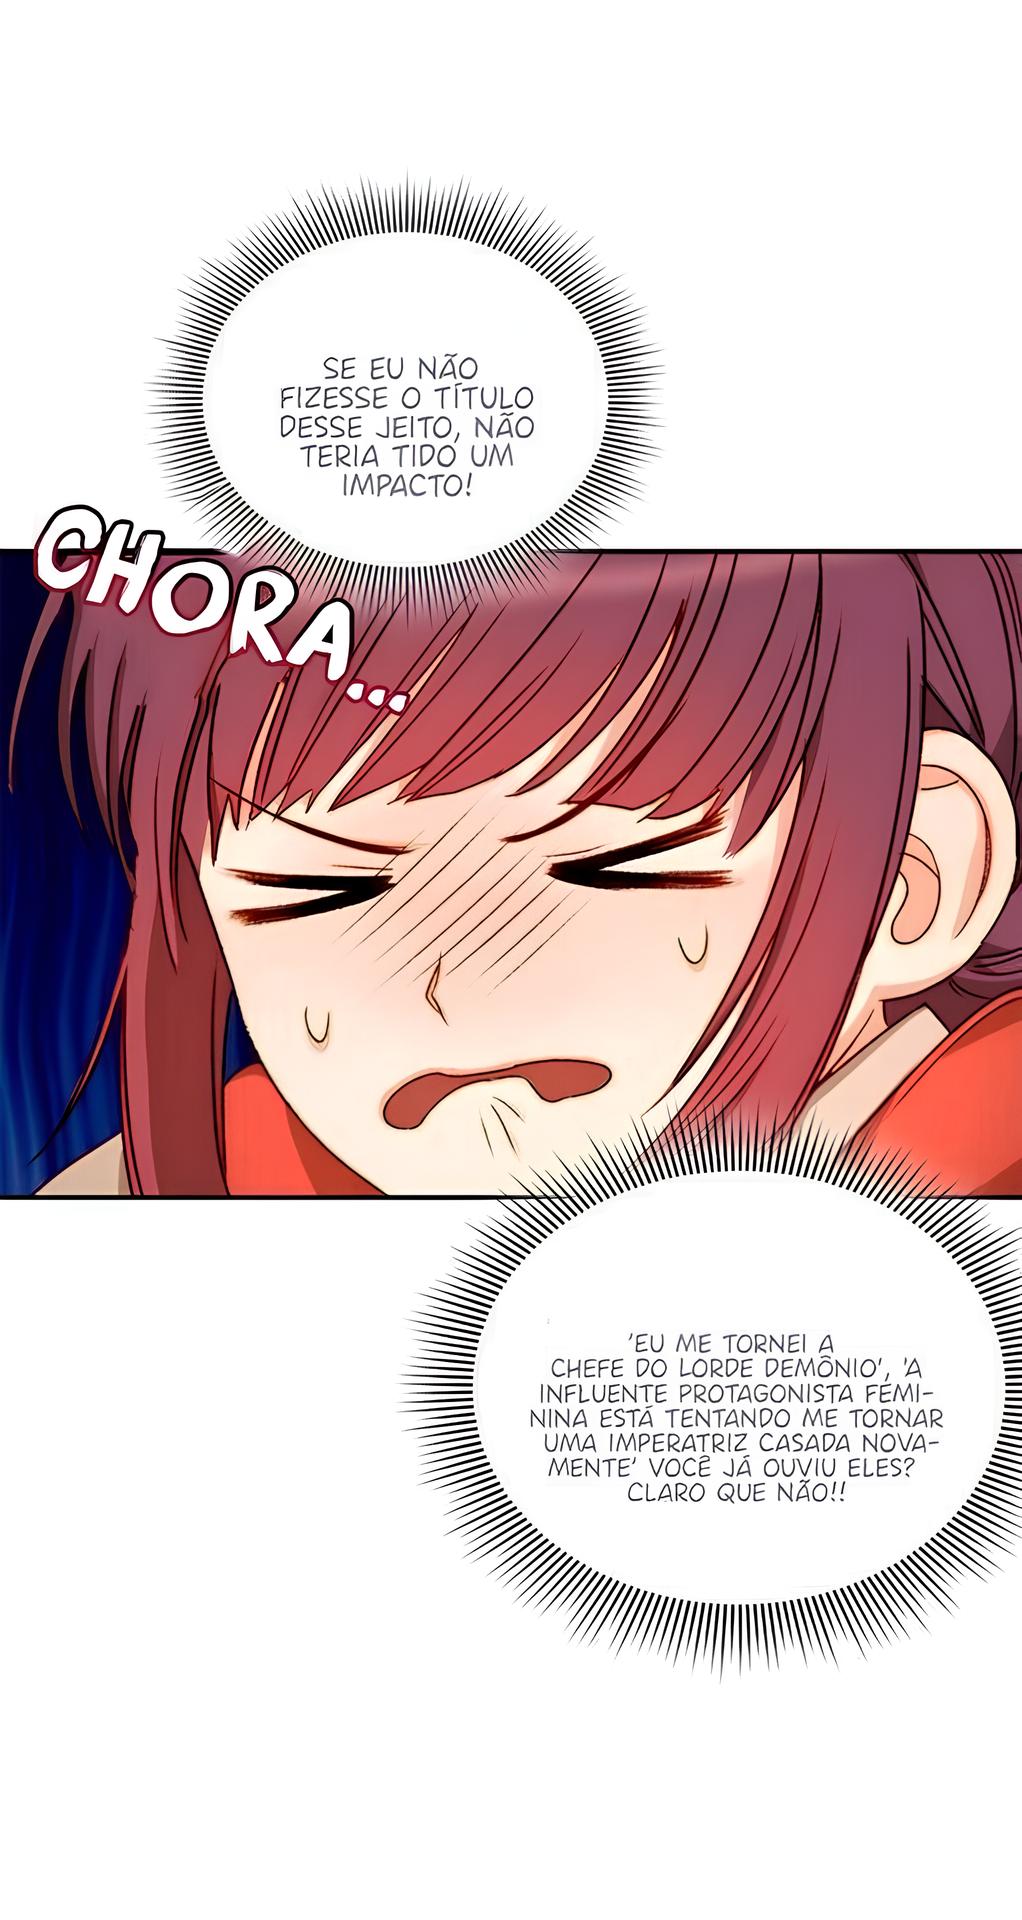 SE EU NÃO
FIZESSE O TÍTULO
DESSE JEITO, NÃO
TERIA TIDO UM
IMPACTO!
CHORA...
'EU ME TORNEI A
CHEFE DO LORDE DEMÔNIO', 'A
INFLUENTE PROTAGONISTA FEMI-
NINA ESTÁ TENTANDO ME TORNAR
UMA IMPERATRIZ CASADA NOVA-
MENTE' VOCÊ JÁ OUVIU ELES?
CLARO QUE NÃO!!